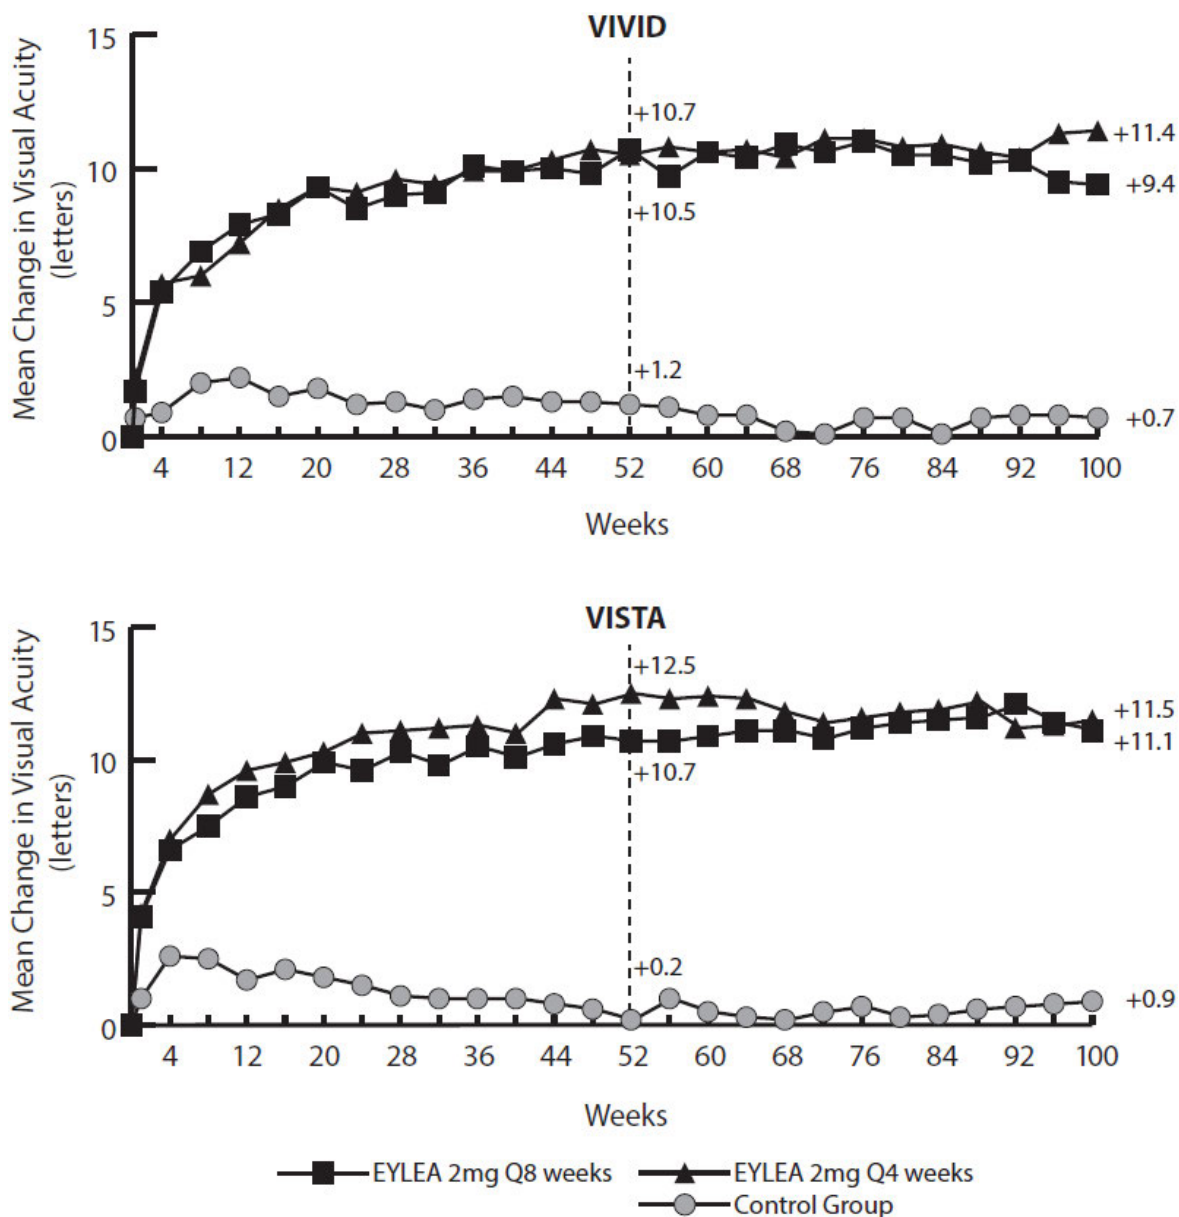 VIVID
Mean Change in Visual Acuity
(letters)
15
10
5
0
+10.7
+10.5
+1.2
+11.4
+9.4
+0.7
4 12 20 28 36 44 52 60 68 76 84 92 100
Weeks
VISTA
Mean Change in Visual Acuity
(letters)
15
10
5
0
+12.5
+10.7
+0.2
+11.5
+11.1
+0.9
4 12 20 28 36 44 52 60 68 76 84 92 100
Weeks
EYLEA 2mg Q8 weeks EYLEA 2mg Q4 weeks
Control Group